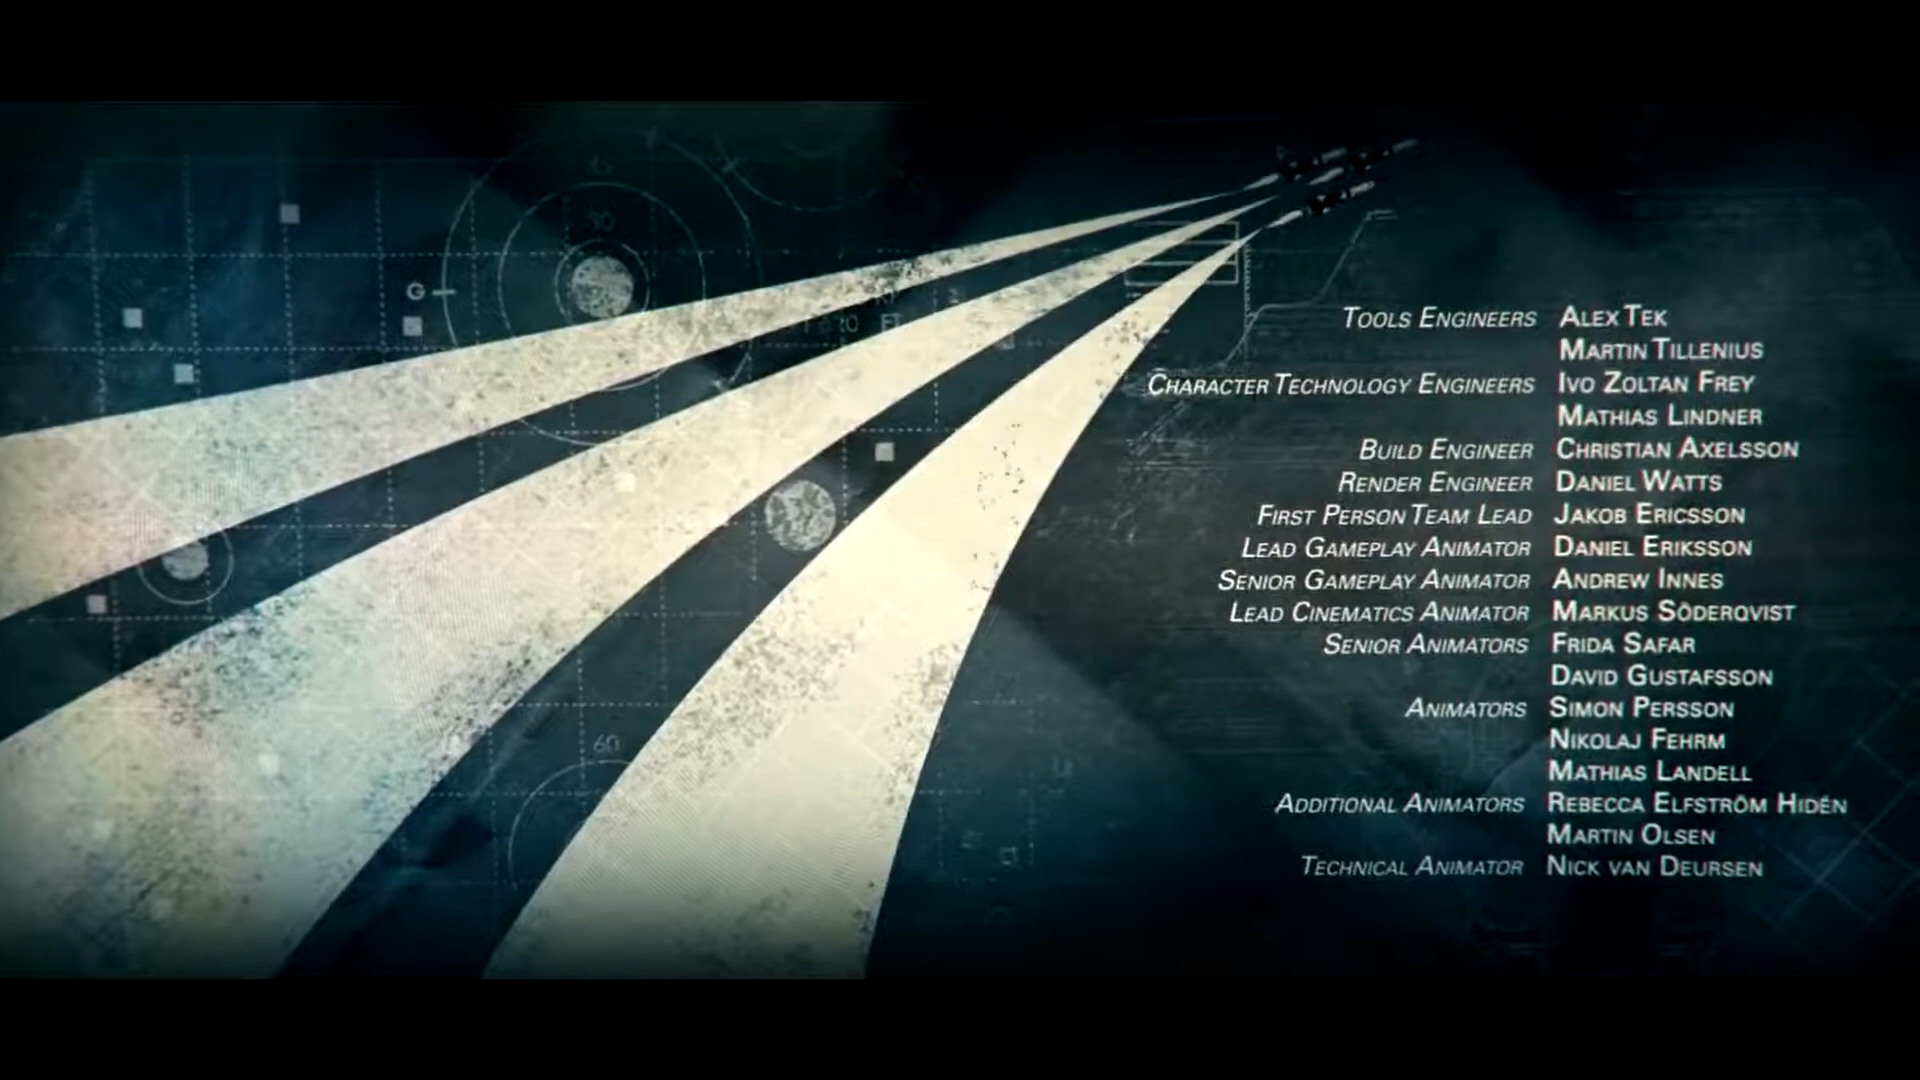 45
30
G
60
Tools Engineers Alex Tek
Martin Tillenius
Character Technology Engineers Ivo Zoltan Frey
Mathias Lindner
Build Engineer Christian Axelsson
Render Engineer Daniel Watts
First Person Team Lead Jakob Ericsson
Lead Gameplay Animator Daniel Eriksson
Senior Gameplay Animator Andrew Innes
Lead Cinematics Animator Markus Söderqvist
Senior Animators Frida Safar
David Gustafsson
Animators Simon Persson
Nikolaj Fehrm
Mathias Landell
Additional Animators Rebecca Elfström Hidén
Martin Olsen
Technical Animator Nick van Deursen